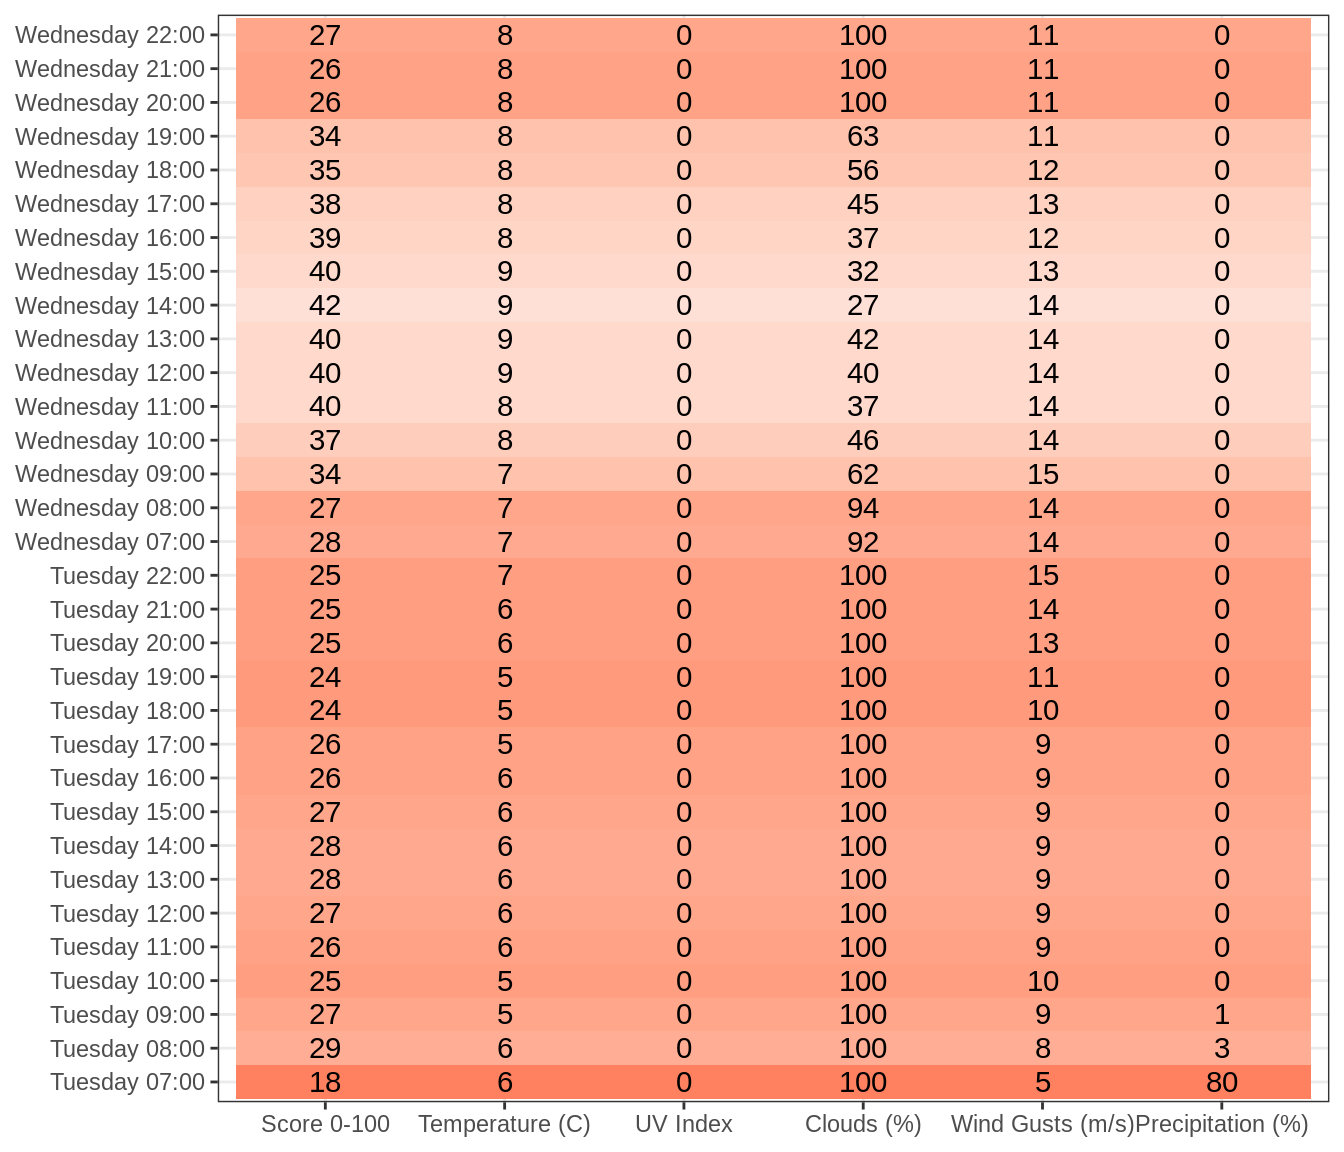 Wednesday 22:00 27 8 0 100 11 0
Wednesday 21:00 26 8 0 100 11 0
Wednesday 20:00 26 8 0 100 11 0
Wednesday 19:00 34 8 0 63 11 0
Wednesday 18:00 35 8 0 56 12 0
Wednesday 17:00 38 8 0 45 13 0
Wednesday 16:00 39 8 0 37 12 0
Wednesday 15:00 40 9 0 32 13 0
Wednesday 14:00 42 9 0 27 14 0
Wednesday 13:00 40 9 0 42 14 0
Wednesday 12:00 40 9 0 40 14 0
Wednesday 11:00 40 8 0 37 14 0
Wednesday 10:00 37 8 0 46 14 0
Wednesday 09:00 34 7 0 62 15 0
Wednesday 08:00 27 7 0 94 14 0
Wednesday 07:00 28 7 0 92 14 0
Tuesday 22:00 25 7 0 100 15 0
Tuesday 21:00 25 6 0 100 14 0
Tuesday 20:00 25 6 0 100 13 0
Tuesday 19:00 24 5 0 100 11 0
Tuesday 18:00 24 5 0 100 10 0
Tuesday 17:00 26 5 0 100 9 0
Tuesday 16:00 26 6 0 100 9 0
Tuesday 15:00 27 6 0 100 9 0
Tuesday 14:00 28 6 0 100 9 0
Tuesday 13:00 28 6 0 100 9 0
Tuesday 12:00 27 6 0 100 9 0
Tuesday 11:00 26 6 0 100 9 0
Tuesday 10:00 25 5 0 100 10 0
Tuesday 09:00 27 5 0 100 9 1
Tuesday 08:00 29 6 0 100 8 3
Tuesday 07:00 18 6 0 100 5 80
Score 0-100 Temperature (C) UV Index Clouds (%) Wind Gusts (m/s) Precipitation (%)